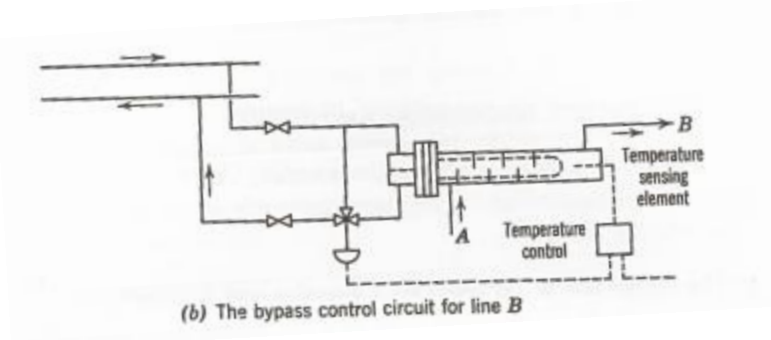 B
Temperature
sensing
element
A
Temperature
control
(b) The bypass control circuit for line B